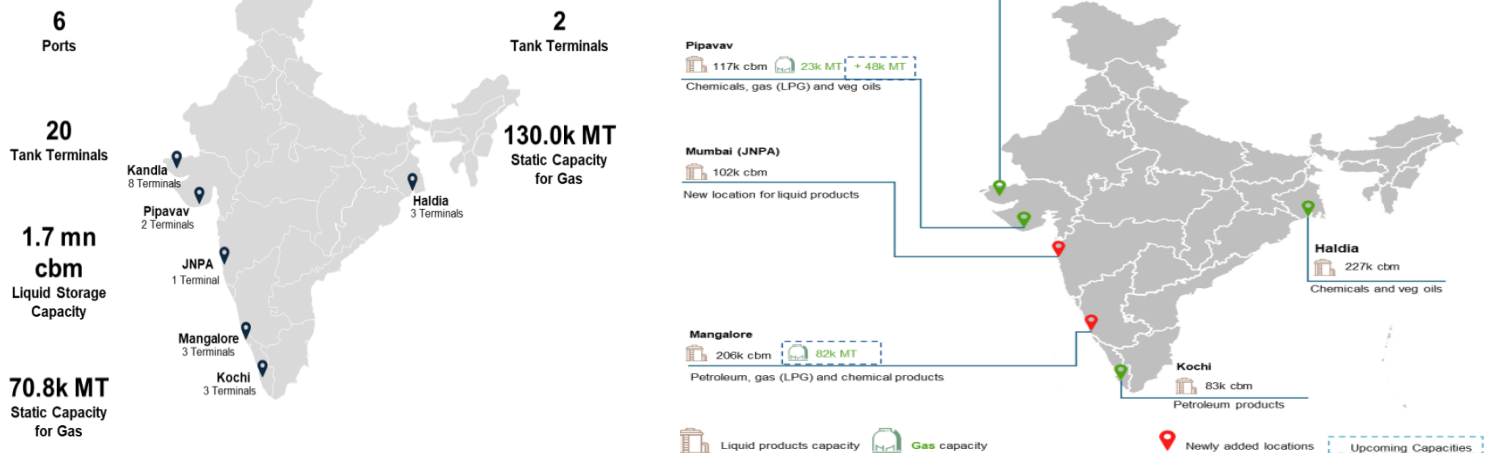 6
Ports
20
Tank Terminals
1.7 mn
cbm
Liquid Storage
Capacity
70.8k MT
Static Capacity
for Gas
Kandla
8 Terminals
Pipavav
2 Terminals
JNPA
1 Terminal
Mangalore
3 Terminals
Kochi
3 Terminals
Haldia
3 Terminals
2
Tank Terminals
130.0k MT
Static Capacity
for Gas
Pipavav
117k cbm 23k MT + 48k MT
Chemicals, gas (LPG) and veg oils
Mumbai (JNPA)
102k cbm
New location for liquid products
Mangalore
206k cbm 82k MT
Petroleum, gas (LPG) and chemical products
Haldia
227k cbm
Chemicals and veg oils
Kochi
83k cbm
Petroleum products
Liquid products capacity Gas capacity Newly added locations Upcoming Capacities